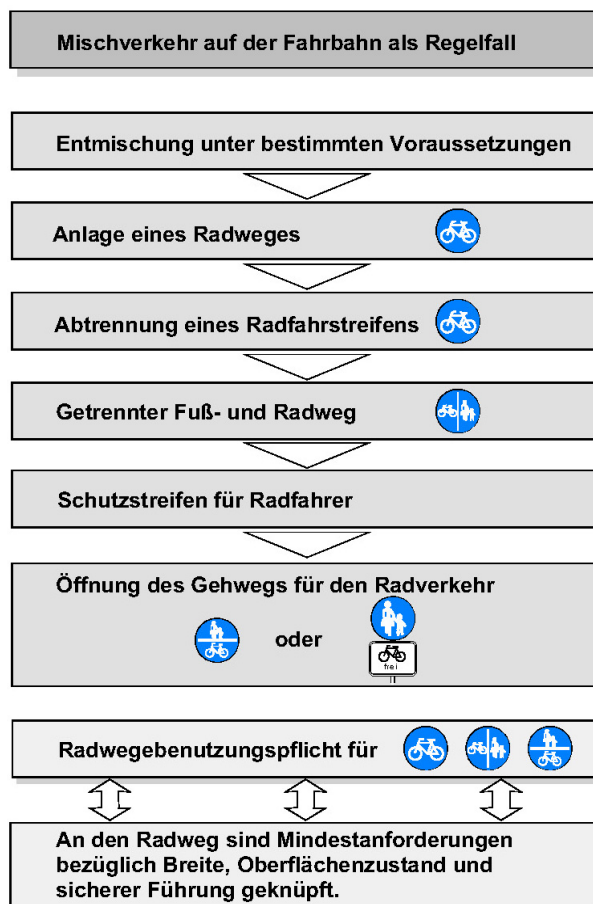 Mischverkehr auf der Fahrbahn als Regelfall
Entmischung unter bestimmten Voraussetzungen
Anlage eines Radweges
Abtrennung eines Radfahrstreifens
Getrennter Fuß- und Radweg
Schutzstreifen für Radfahrer
Öffnung des Gehwegs für den Radverkehr
oder
frei
Radwegebenutzungspflicht für
An den Radweg sind Mindestanforderungen
bezüglich Breite, Oberflächenzustand und
sicherer Führung geknüpft.